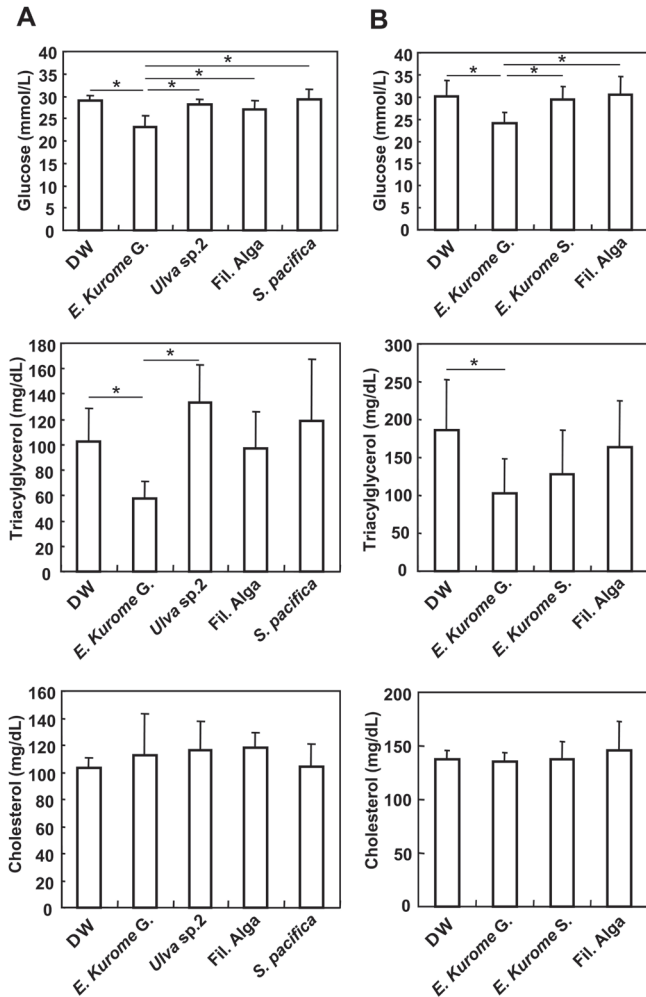 A
Glucose (mmol/L)
40
35
30
25
20
15
10
5
0
* * * *
DW
E. Kurome G.
Ulva sp.2
Fil. Alga
S. pacifica
Triacylglycerol (mg/dL)
180
160
140
120
100
80
60
40
20
0
* *
DW
E. Kurome G.
Ulva sp.2
Fil. Alga
S. pacifica
Cholesterol (mg/dL)
160
140
120
100
80
60
40
20
0
DW
E. Kurome G.
Ulva sp.2
Fil. Alga
S. pacifica
B
Glucose (mmol/L)
40
35
30
25
20
15
10
5
0
* * *
DW
E. Kurome G.
E. Kurome S.
Fil. Alga
Triacylglycerol (mg/dL)
300
250
200
150
100
50
0
*
DW
E. Kurome G.
E. Kurome S.
Fil. Alga
Cholesterol (mg/dL)
200
150
100
50
0
DW
E. Kurome G.
E. Kurome S.
Fil. Alga